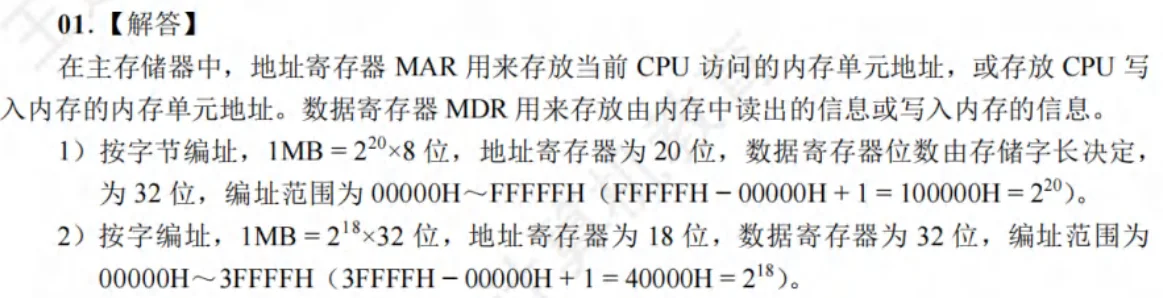 01.【解答】
在主存储器中，地址寄存器 MAR 用来存放当前 CPU 访问的内存单元地址，或存放 CPU 写
入内存的内存单元地址。数据寄存器 MDR 用来存放由内存中读出的信息或写入内存的信息。
1）按字节编址，1MB = 2²⁰×8 位，地址寄存器为 20 位，数据寄存器位数由存储字长决定，
为 32 位，编址范围为 00000H～FFFFFH（FFFFFH − 00000H + 1 = 100000H = 2²⁰）。
2）按字编址，1MB = 2¹⁸×32 位，地址寄存器为 18 位，数据寄存器为 32 位，编址范围为
00000H～3FFFFH（3FFFFH − 00000H + 1 = 40000H = 2¹⁸）。